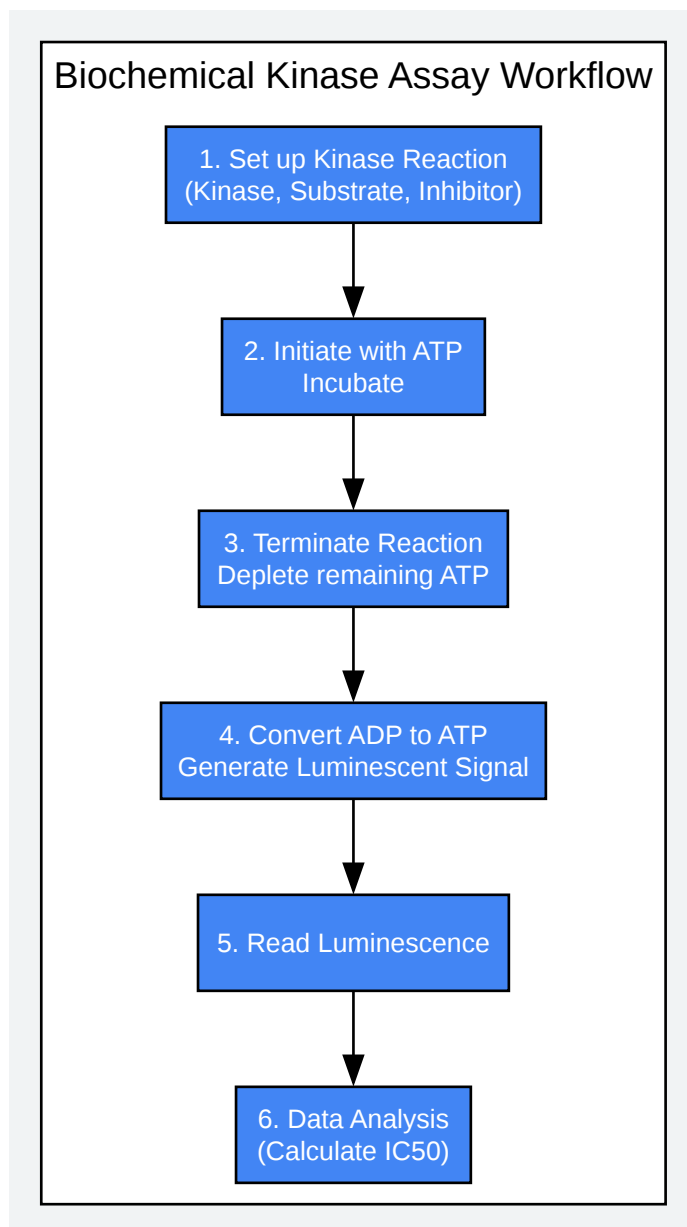 Biochemical Kinase Assay Workflow
1. Set up Kinase Reaction
(Kinase, Substrate, Inhibitor)
2. Initiate with ATP
Incubate
3. Terminate Reaction
Deplete remaining ATP
4. Convert ADP to ATP
Generate Luminescent Signal
5. Read Luminescence
6. Data Analysis
(Calculate IC50)